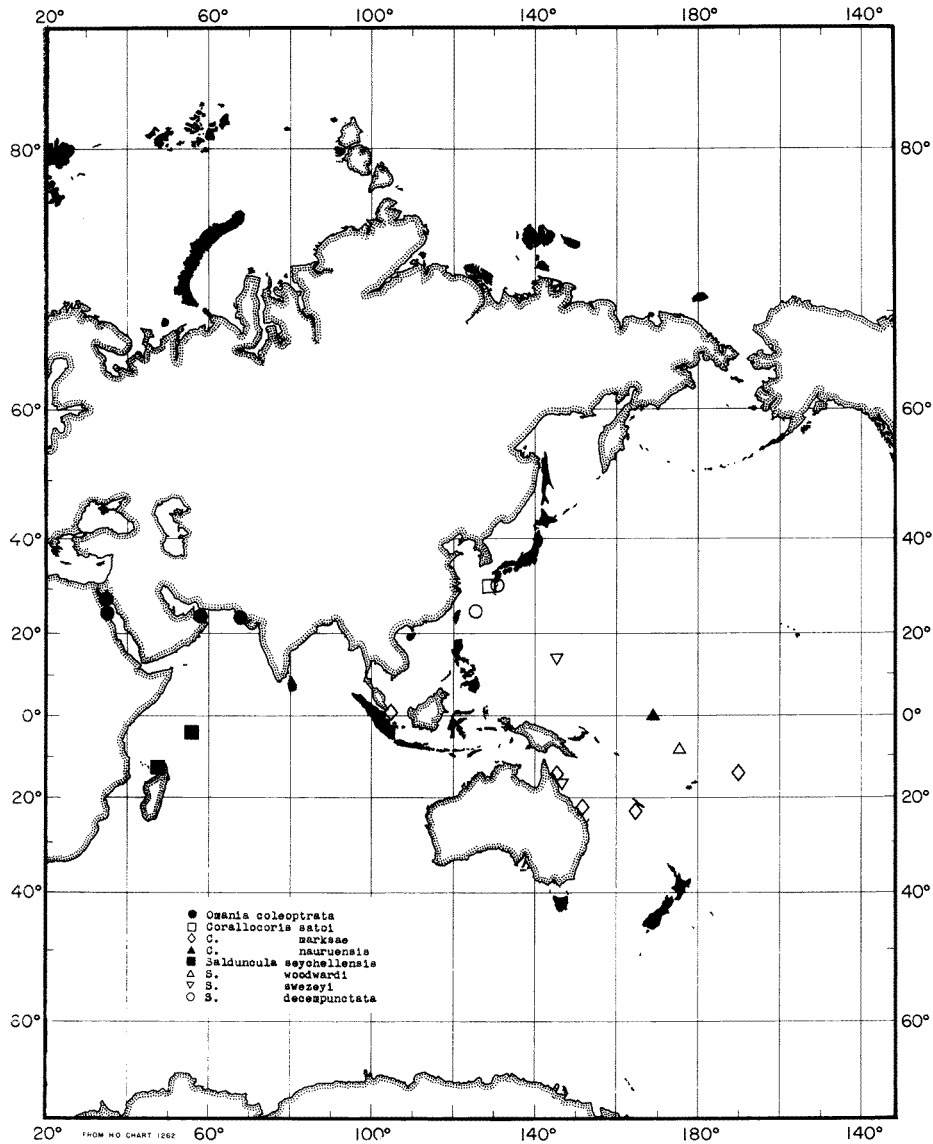 20° 60° 100° 140° 180° 140°
80° 80°
60° 60°
40° 40°
20° 20°
0° 0°
20° 20°
40° 40°
Omania coleoptrata
Corallocoris satoi
C. marksae
C. nauruensis
Salduncula seychellensis
S. woodwardi
S. swezeyi
S. decempunctata
60° 60°
FROM H.O CHART 1262
20° 60° 100° 140° 180° 140°